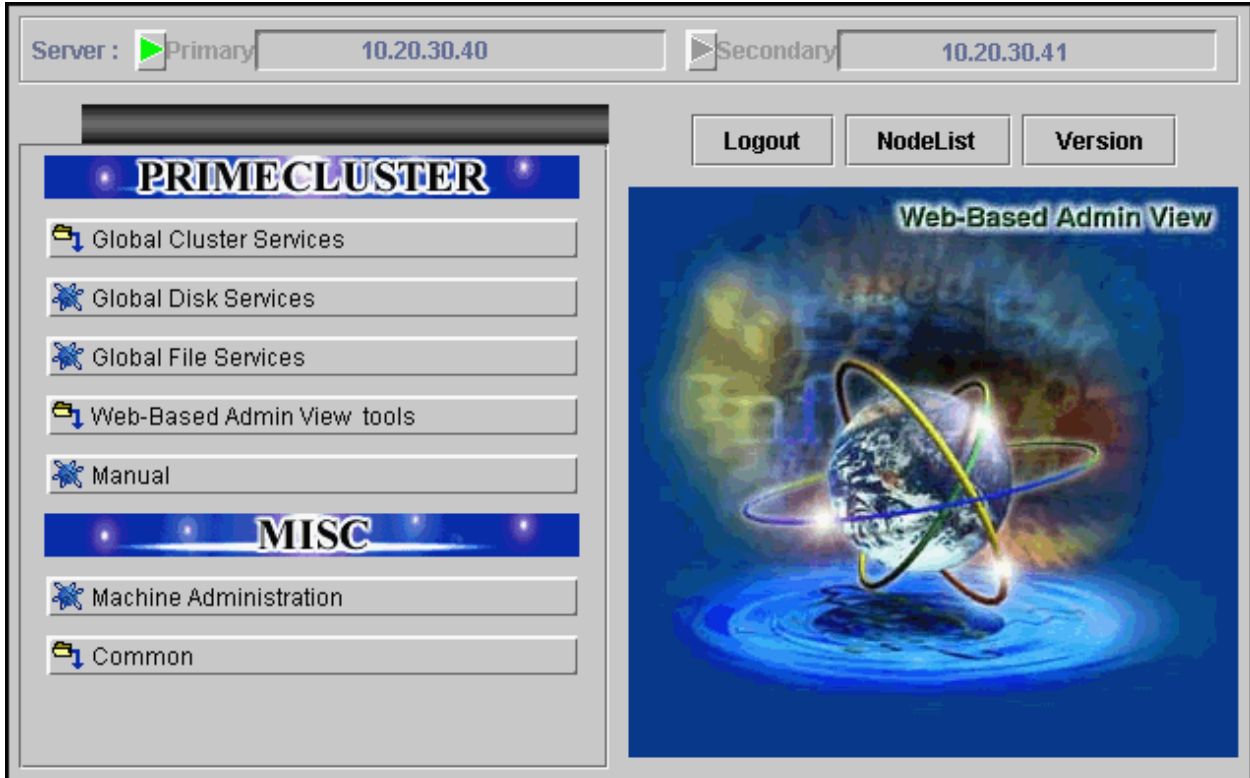 Server : Primary 10.20.30.40 Secondary 10.20.30.41
Logout NodeList Version
PRIMECLUSTER
Web-Based Admin View
Global Cluster Services
Global Disk Services
Global File Services
Web-Based Admin View tools
Manual
MISC
Machine Administration
Common